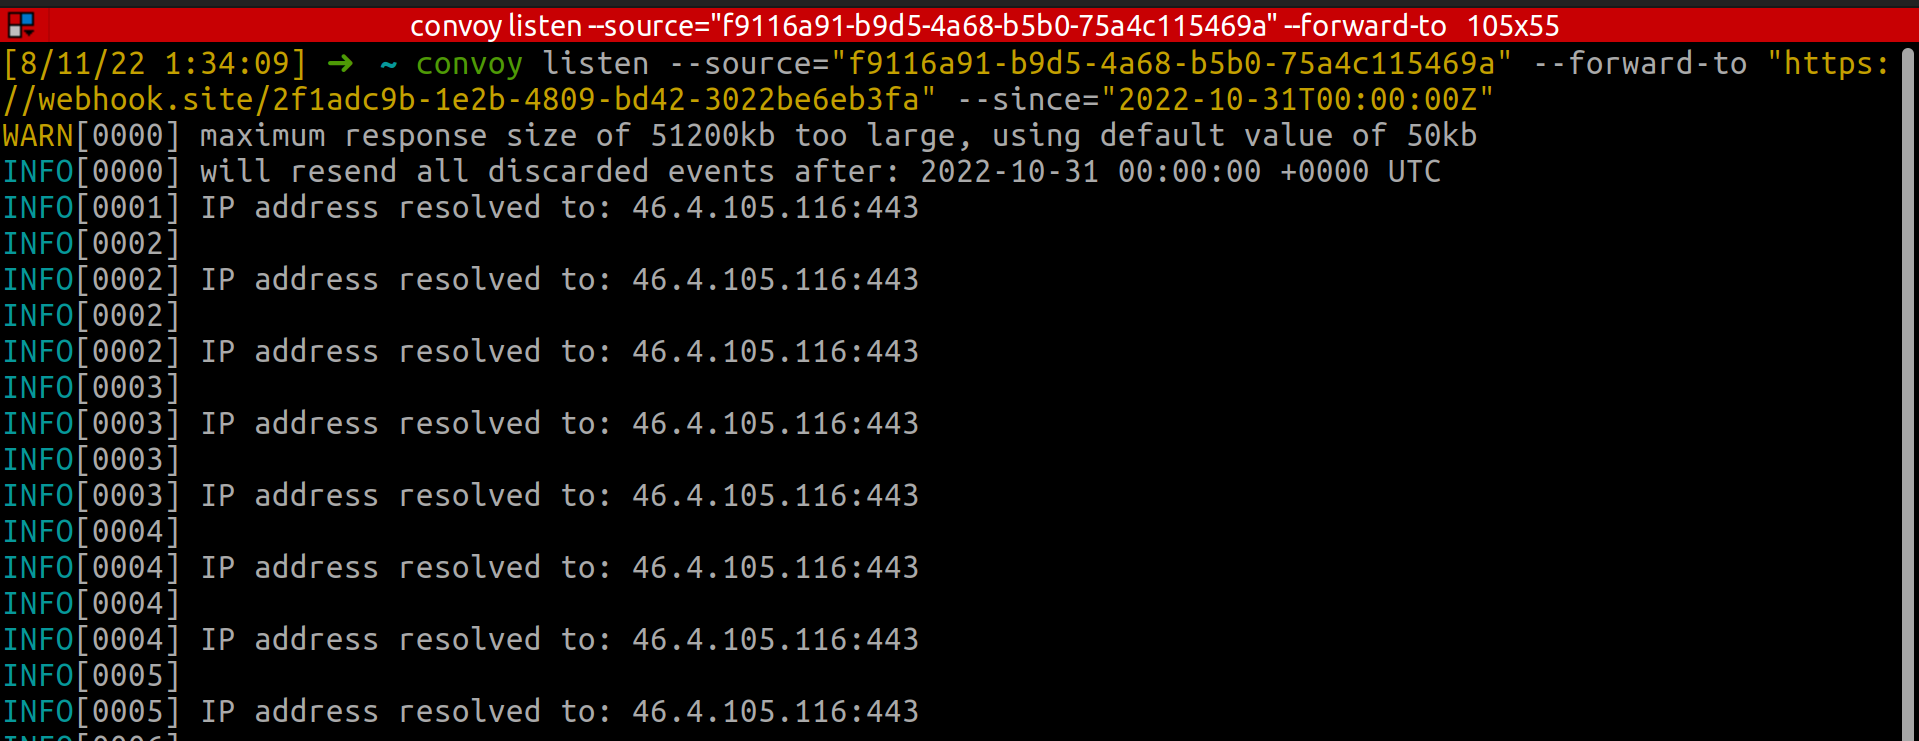 convoy listen --source="f9116a91-b9d5-4a68-b5b0-75a4c115469a" --forward-to 105x55
[8/11/22 1:34:09] ➜ ~ convoy listen --source="f9116a91-b9d5-4a68-b5b0-75a4c115469a" --forward-to "https:
//webhook.site/2f1adc9b-1e2b-4809-bd42-3022be6eb3fa" --since="2022-10-31T00:00:00Z"
WARN[0000] maximum response size of 51200kb too large, using default value of 50kb
INFO[0000] will resend all discarded events after: 2022-10-31 00:00:00 +0000 UTC
INFO[0001] IP address resolved to: 46.4.105.116:443
INFO[0002]
INFO[0002] IP address resolved to: 46.4.105.116:443
INFO[0002]
INFO[0002] IP address resolved to: 46.4.105.116:443
INFO[0003]
INFO[0003] IP address resolved to: 46.4.105.116:443
INFO[0003]
INFO[0003] IP address resolved to: 46.4.105.116:443
INFO[0004]
INFO[0004] IP address resolved to: 46.4.105.116:443
INFO[0004]
INFO[0004] IP address resolved to: 46.4.105.116:443
INFO[0005]
INFO[0005] IP address resolved to: 46.4.105.116:443